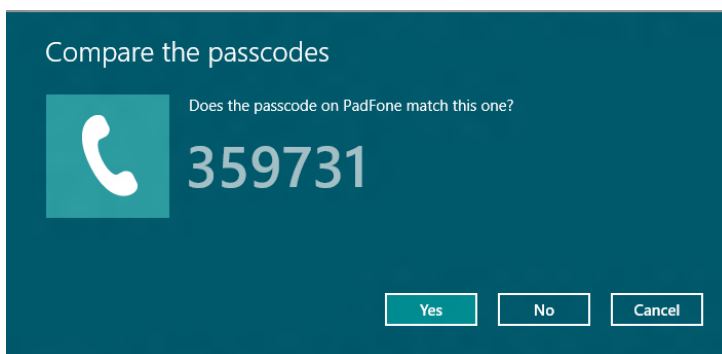 Compare the passcodes
Does the passcode on PadFone match this one?
359731
Yes No Cancel